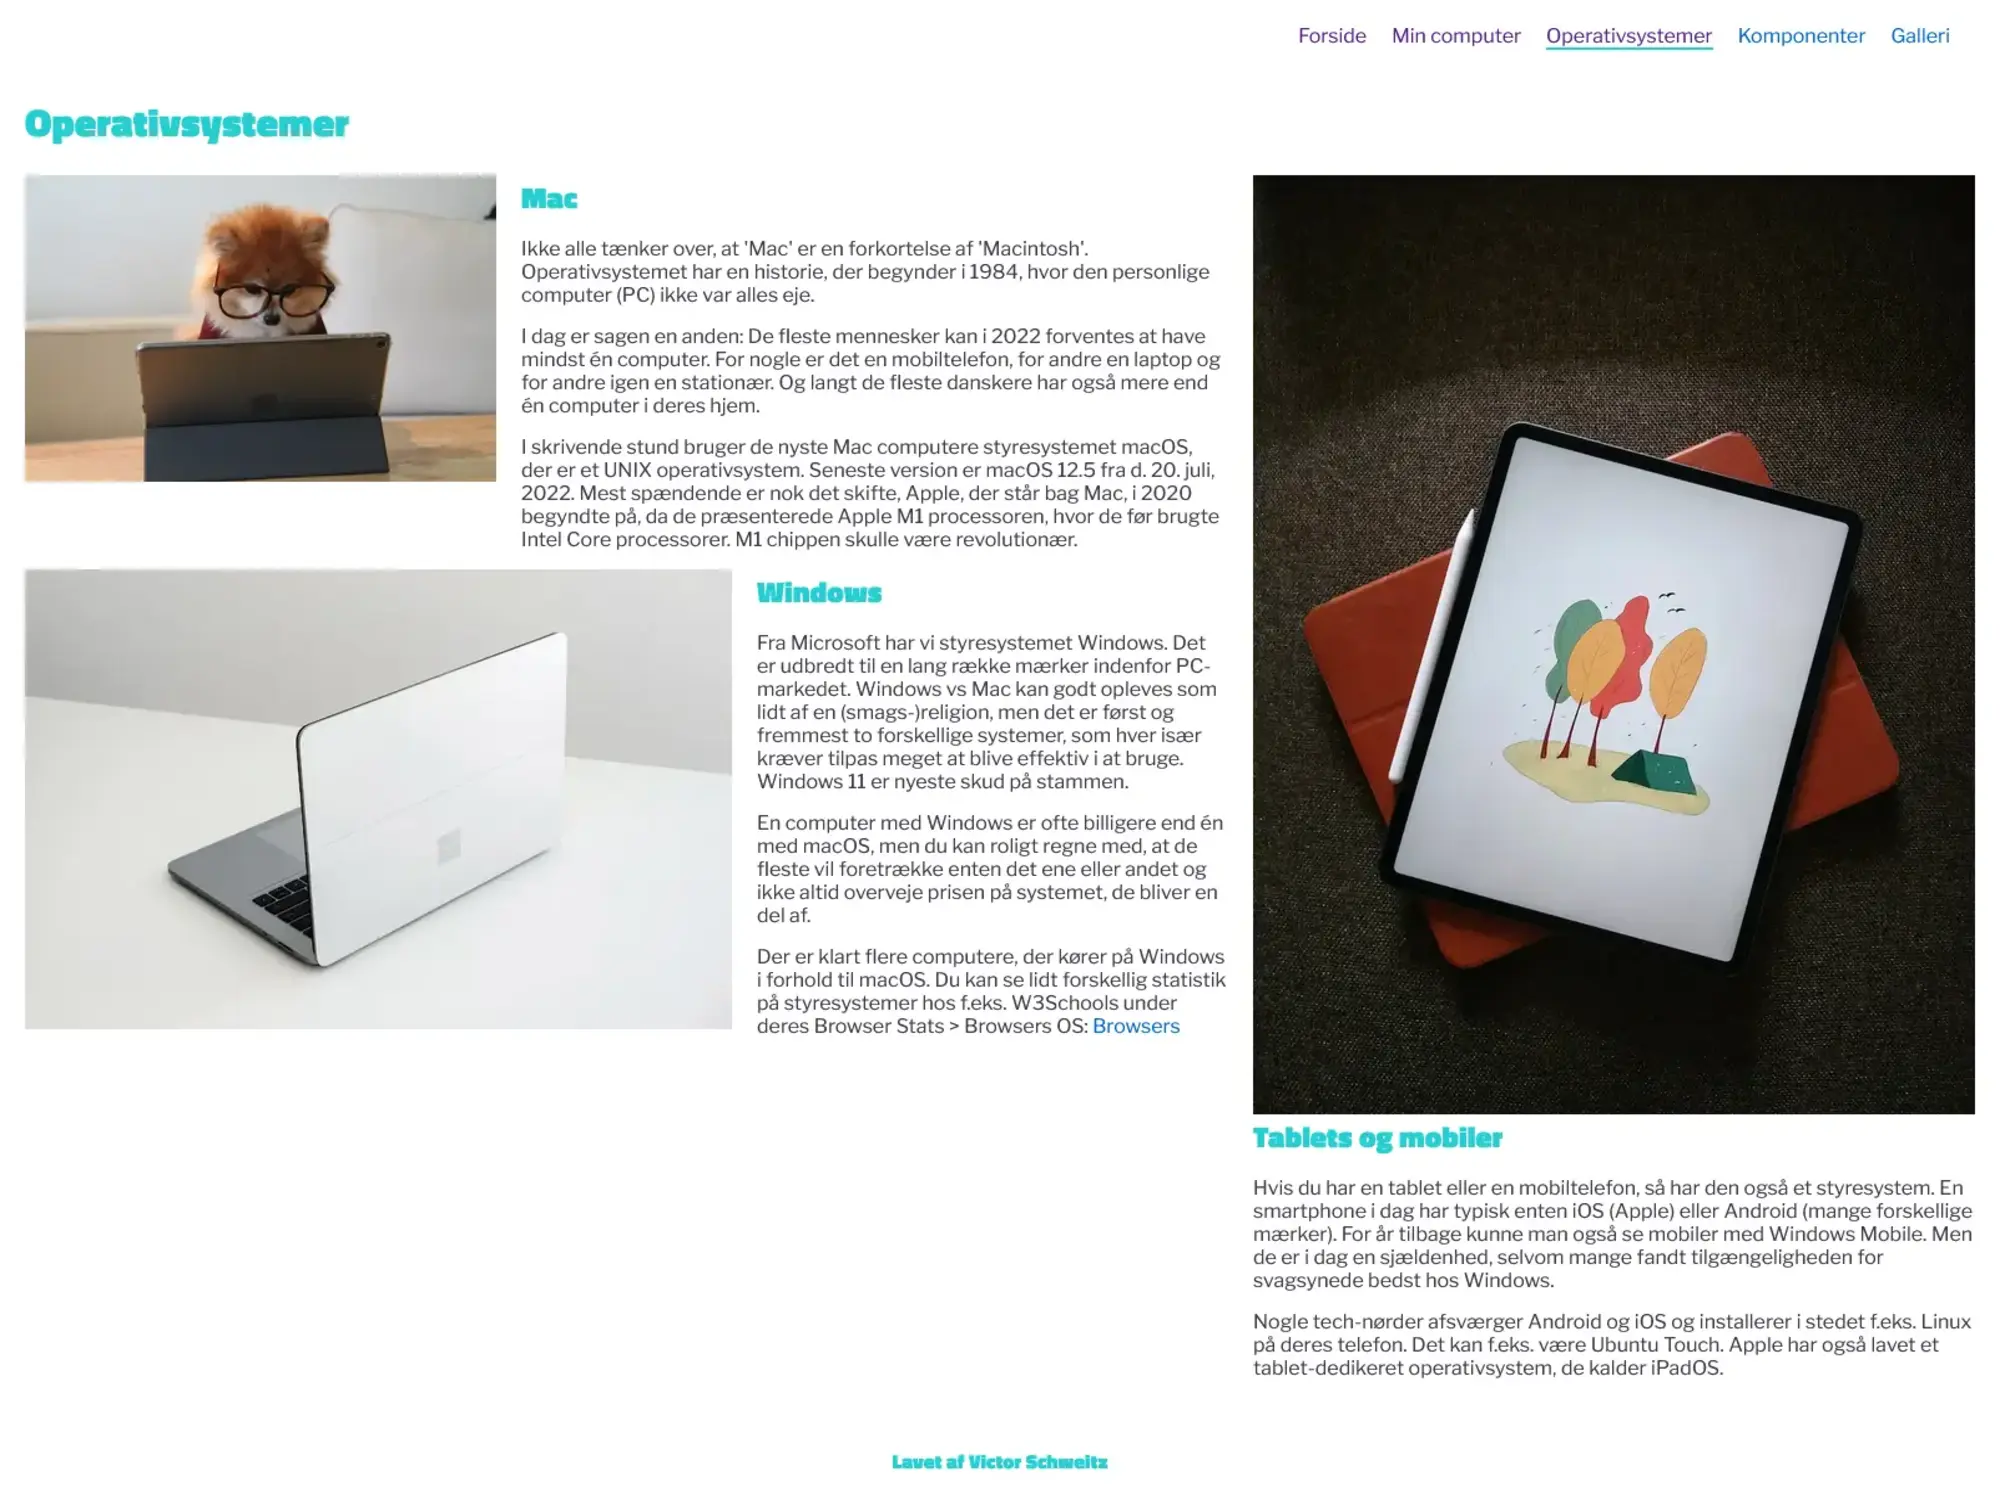 Forside Min computer Operativsystemer Komponenter Galleri
Operativsystemer
Mac
Ikke alle tænker over, at 'Mac' er en forkortelse af 'Macintosh'.
Operativsystemet har en historie, der begynder i 1984, hvor den personlige
computer (PC) ikke var alles eje.
I dag er sagen en anden: De fleste mennesker kan i 2022 forventes at have
mindst én computer. For nogle er det en mobiltelefon, for andre en laptop og
for andre igen en stationær. Og langt de fleste danskere har også mere end
én computer i deres hjem.
I skrivende stund bruger de nyste Mac computere styresystemet macOS,
der er et UNIX operativsystem. Seneste version er macOS 12.5 fra d. 20. juli,
2022. Mest spændende er nok det skifte, Apple, der står bag Mac, i 2020
begyndte på, da de præsenterede Apple M1 processoren, hvor de før brugte
Intel Core processorer. M1 chippen skulle være revolutionær.
Windows
Fra Microsoft har vi styresystemet Windows. Det
er udbredt til en lang række mærker indenfor PC-
markedet. Windows vs Mac kan godt opleves som
lidt af en (smags-)religion, men det er først og
fremmest to forskellige systemer, som hver især
kræver tilpas meget at blive effektiv i at bruge.
Windows 11 er nyeste skud på stammen.
En computer med Windows er ofte billigere end én
med macOS, men du kan roligt regne med, at de
fleste vil foretrække enten det ene eller andet og
ikke altid overveje prisen på systemet, de bliver en
del af.
Der er klart flere computere, der kører på Windows
i forhold til macOS. Du kan se lidt forskellig statistik
på styresystemer hos f.eks. W3Schools under
deres Browser Stats > Browsers OS: Browsers
Tablets og mobiler
Hvis du har en tablet eller en mobiltelefon, så har den også et styresystem. En
smartphone i dag har typisk enten iOS (Apple) eller Android (mange forskellige
mærker). For år tilbage kunne man også se mobiler med Windows Mobile. Men
de er i dag en sjældenhed, selvom mange fandt tilgængeligheden for
svagsynede bedst hos Windows.
Nogle tech-nørder afsværger Android og iOS og installerer i stedet f.eks. Linux
på deres telefon. Det kan f.eks. være Ubuntu Touch. Apple har også lavet et
tablet-dedikeret operativsystem, de kalder iPadOS.
Lavet af Victor Schweitz